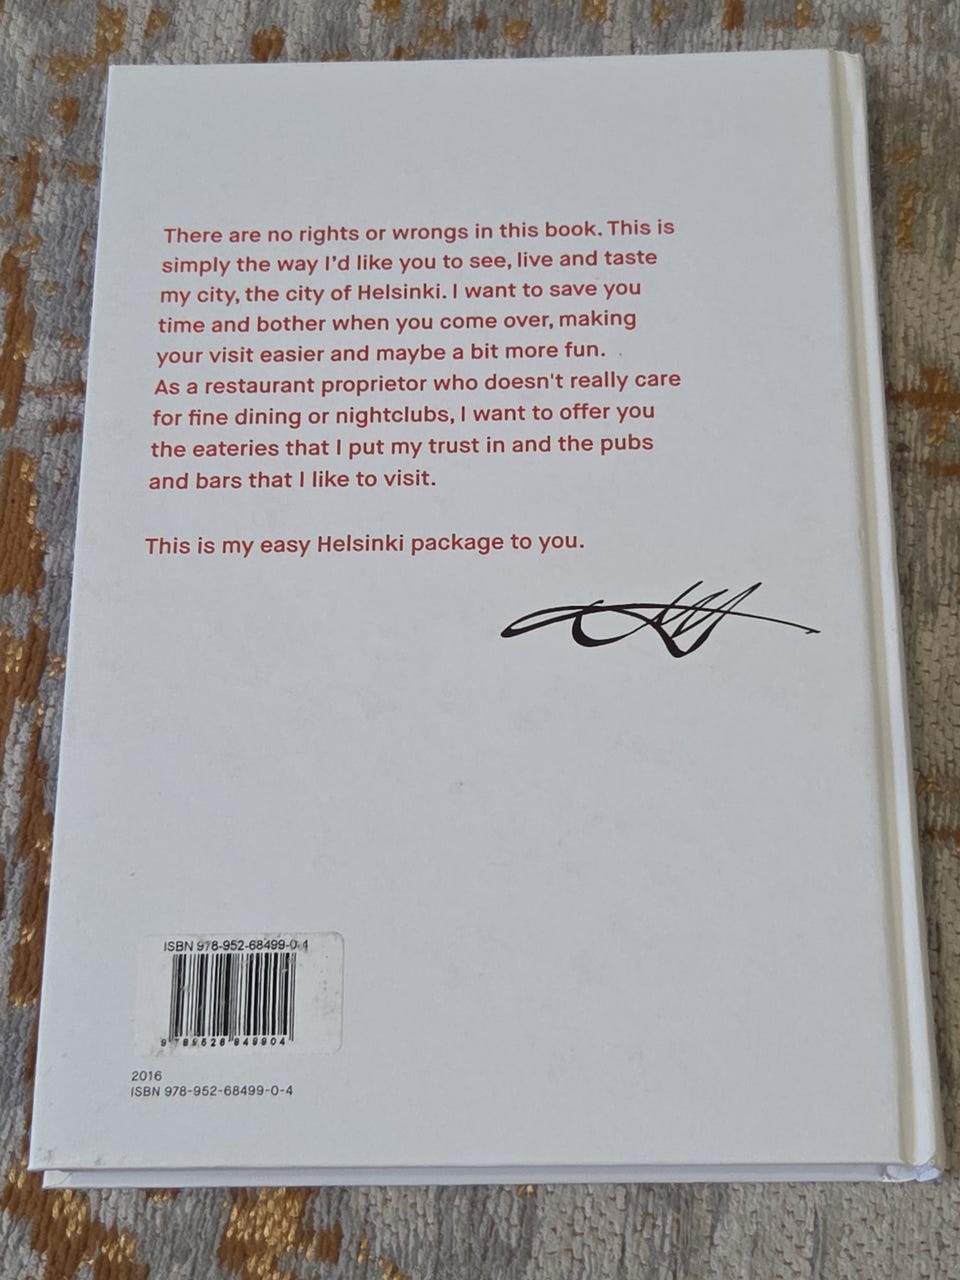 There are no rights or wrongs in this book. This is
simply the way I'd like you to see, live and taste
my city, the city of Helsinki. I want to save you
time and bother when you come over, making
your visit easier and maybe a bit more fun.
As a restaurant proprietor who doesn't really care
for fine dining or nightclubs, I want to offer you
the eateries that I put my trust in and the pubs
and bars that I like to visit.
This is my easy Helsinki package to you.
ISBN 978-952-68499-0-4
9 789526 849904
2016
ISBN 978-952-68499-0-4